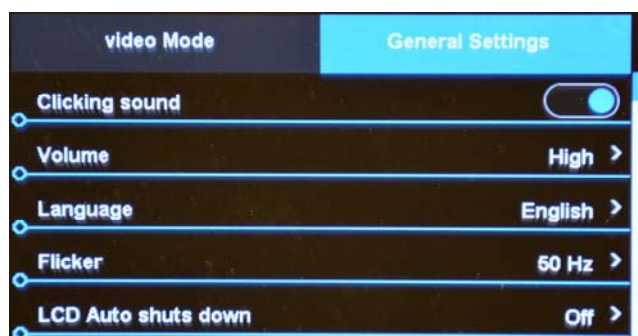 video Mode General Settings
Clicking sound
Volume High >
Language English >
Flicker 50 Hz >
LCD Auto shuts down Off >